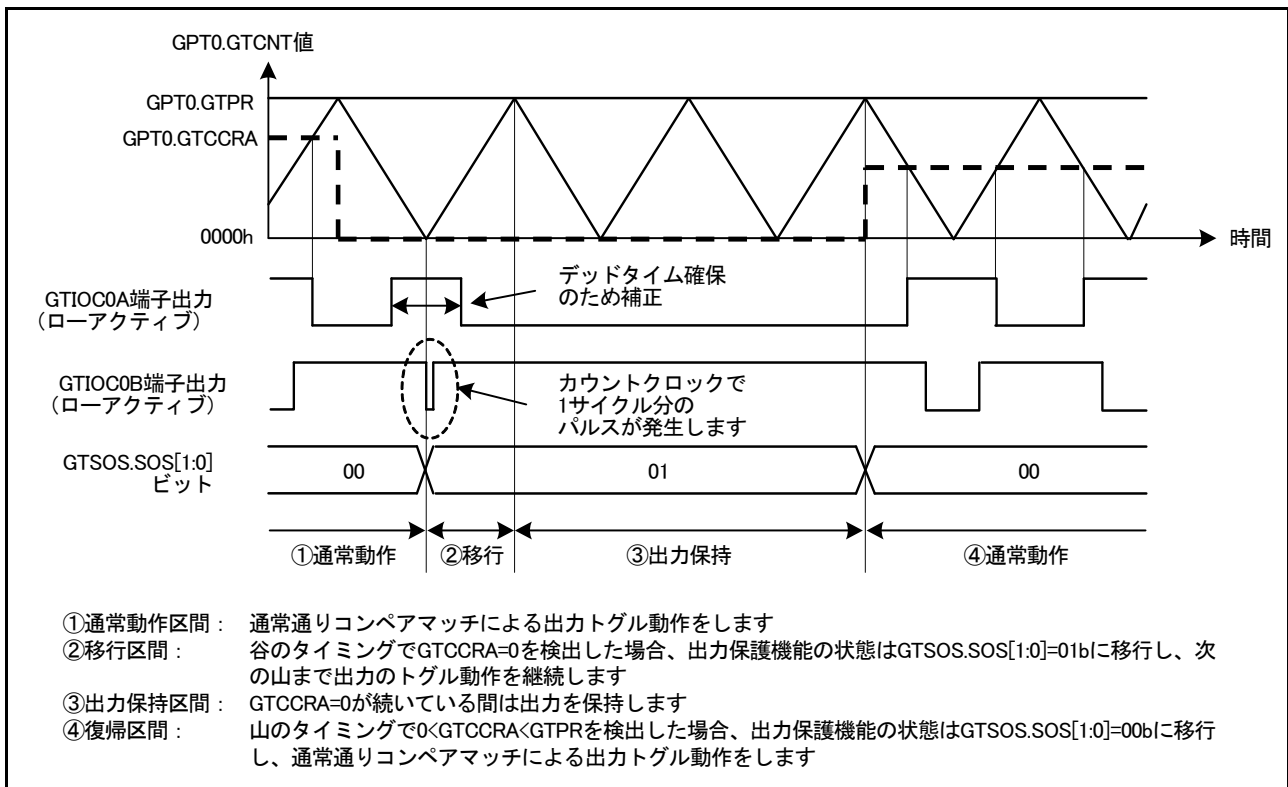 GPT0.GTCNT値
GPT0.GTPR
GPT0.GTCCRA
0000h
時間
GTIOC0A端子出力
(ローアクティブ)
デッドタイム確保
のため補正
GTIOC0B端子出力
(ローアクティブ)
カウントクロックで
1サイクル分の
パルスが発生します
GTSOS.SOS[1:0]
ビット
00
01
00
①通常動作
②移行
③出力保持
④通常動作
①通常動作区間: 通常通りコンペアマッチによる出力トグル動作をします
②移行区間: 谷のタイミングでGTCCRA=0を検出した場合、出力保護機能の状態はGTSOS.SOS[1:0]=01bに移行し、次
の山まで出力のトグル動作を継続します
③出力保持区間: GTCCRA=0が続いている間は出力を保持します
④復帰区間: 山のタイミングで0<GTCCRA<GTPRを検出した場合、出力保護機能の状態はGTSOS.SOS[1:0]=00bに移行
し、通常通りコンペアマッチによる出力トグル動作をします